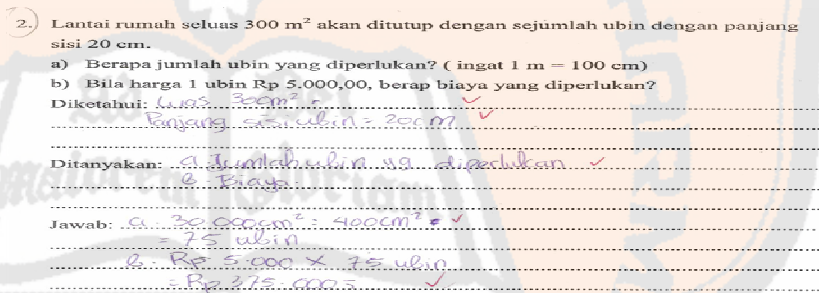 2. Lantai rumah seluas 300 m² akan ditutup dengan sejumlah ubin dengan panjang
sisi 20 cm.
a) Berapa jumlah ubin yang diperlukan? ( ingat 1 m = 100 cm)
b) Bila harga 1 ubin Rp 5.000,00, berap biaya yang diperlukan?
Diketahui: Luas 300m²
Panjang sisi ubin = 20cm
Ditanyakan: a. Jumlah ubin yg diperlukan
b Biaya
Jawab: a. 30.000cm² : 400cm²
= 75 ubin
b. Rp 5.000 × 75 ubin
= Rp 375.000